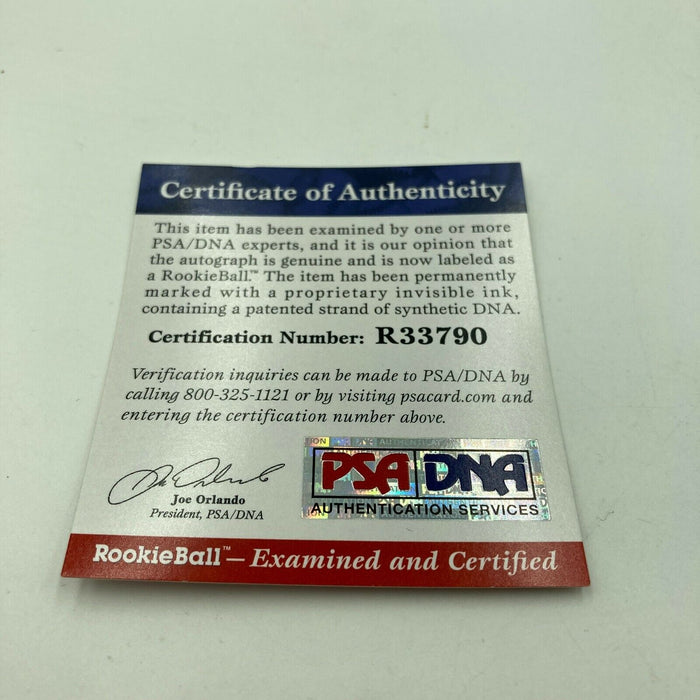 Certificate of Authenticity
This item has been examined by one or more
PSA/DNA experts, and it is our opinion that
the autograph is genuine and is now labeled as
a RookieBall.™ The item has been permanently
marked with a proprietary invisible ink,
containing a patented strand of synthetic DNA.
Certification Number: R33790
Verification inquiries can be made to PSA/DNA by
calling 800-325-1121 or by visiting psacard.com and
entering the certification number above.
PSA DNA
AUTHENTICATION SERVICES
Joe Orlando
President, PSA/DNA
RookieBall™ — Examined and Certified